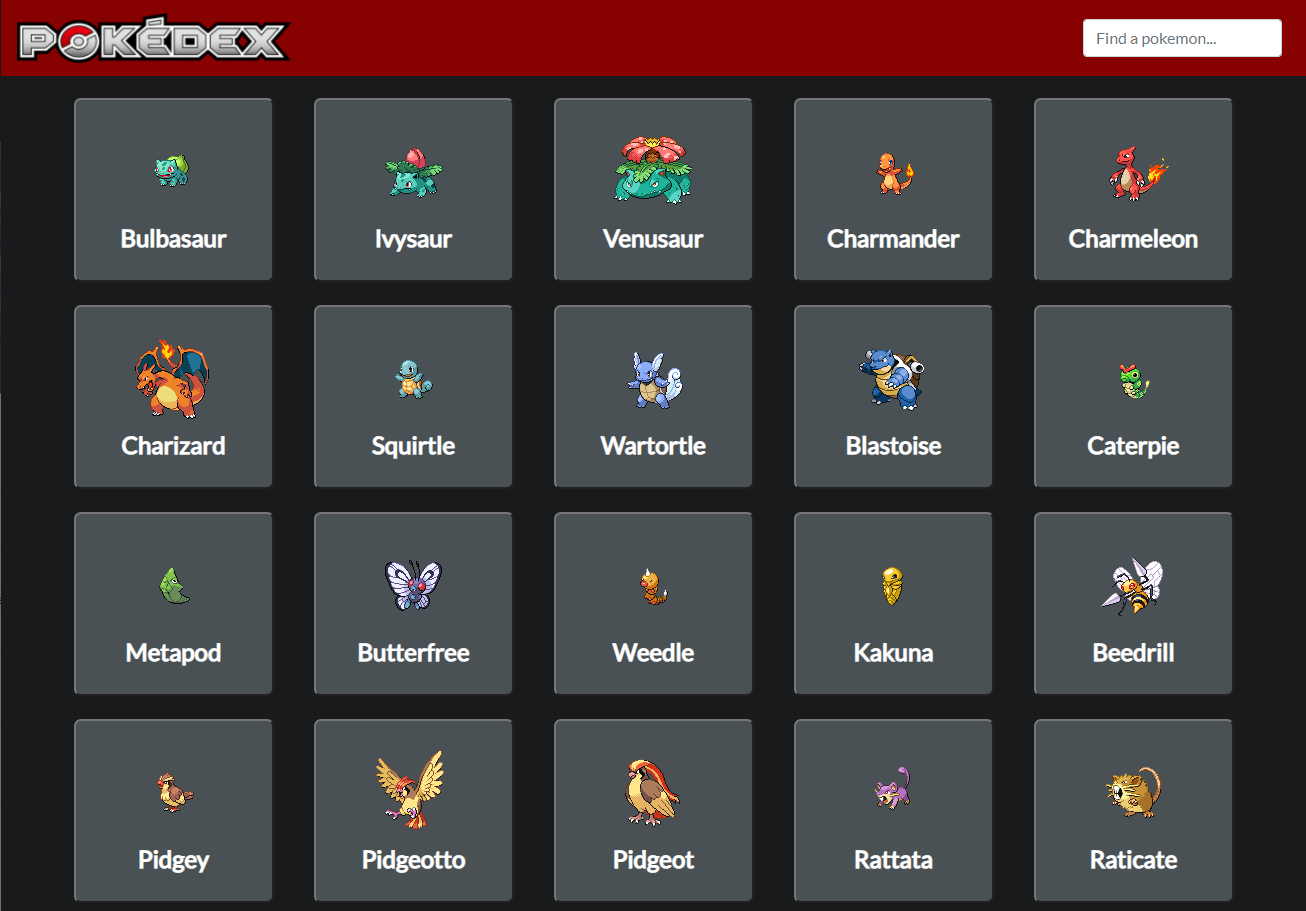 POKÉDEX
Find a pokemon...
Bulbasaur
Ivysaur
Venusaur
Charmander
Charmeleon
Charizard
Squirtle
Wartortle
Blastoise
Caterpie
Metapod
Butterfree
Weedle
Kakuna
Beedrill
Pidgey
Pidgeotto
Pidgeot
Rattata
Raticate